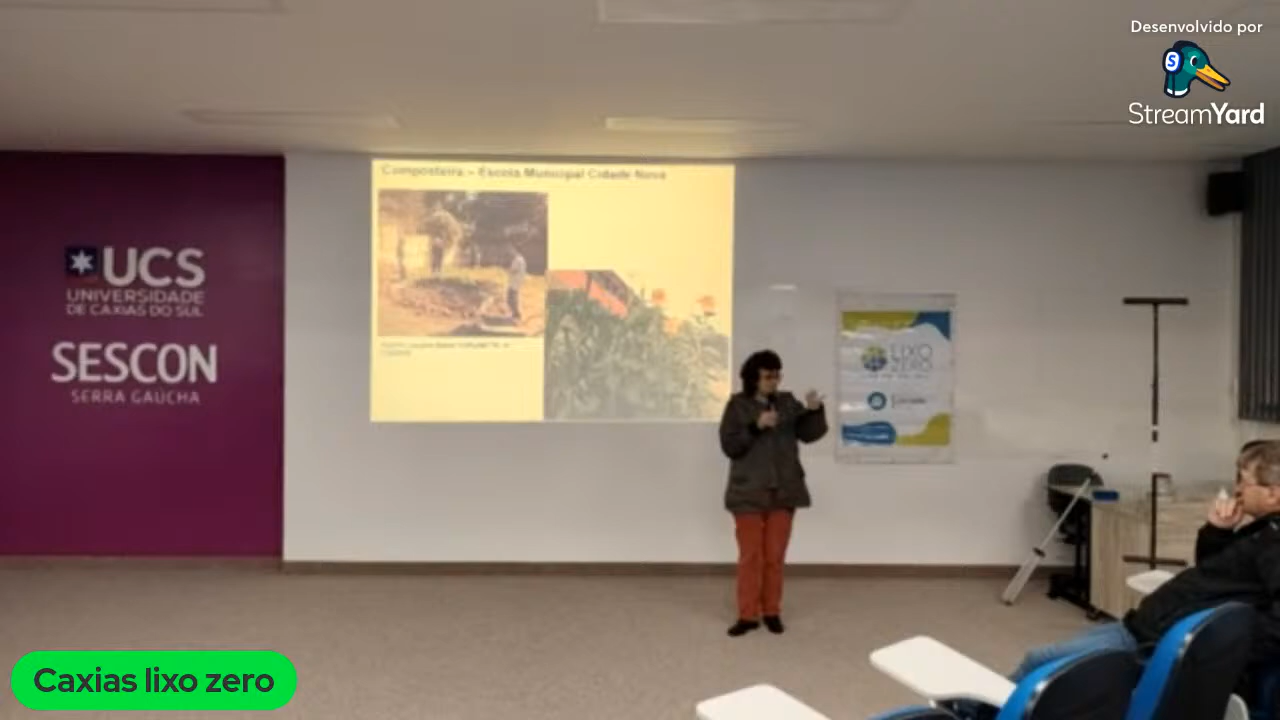 Desenvolvido por
StreamYard
Composteira – Escola Municipal Cidade Nova
UCS
UNIVERSIDADE
DE CAXIAS DO SUL
SESCON
SERRA GAÚCHA
LIXO
ZERO
Caxias lixo zero